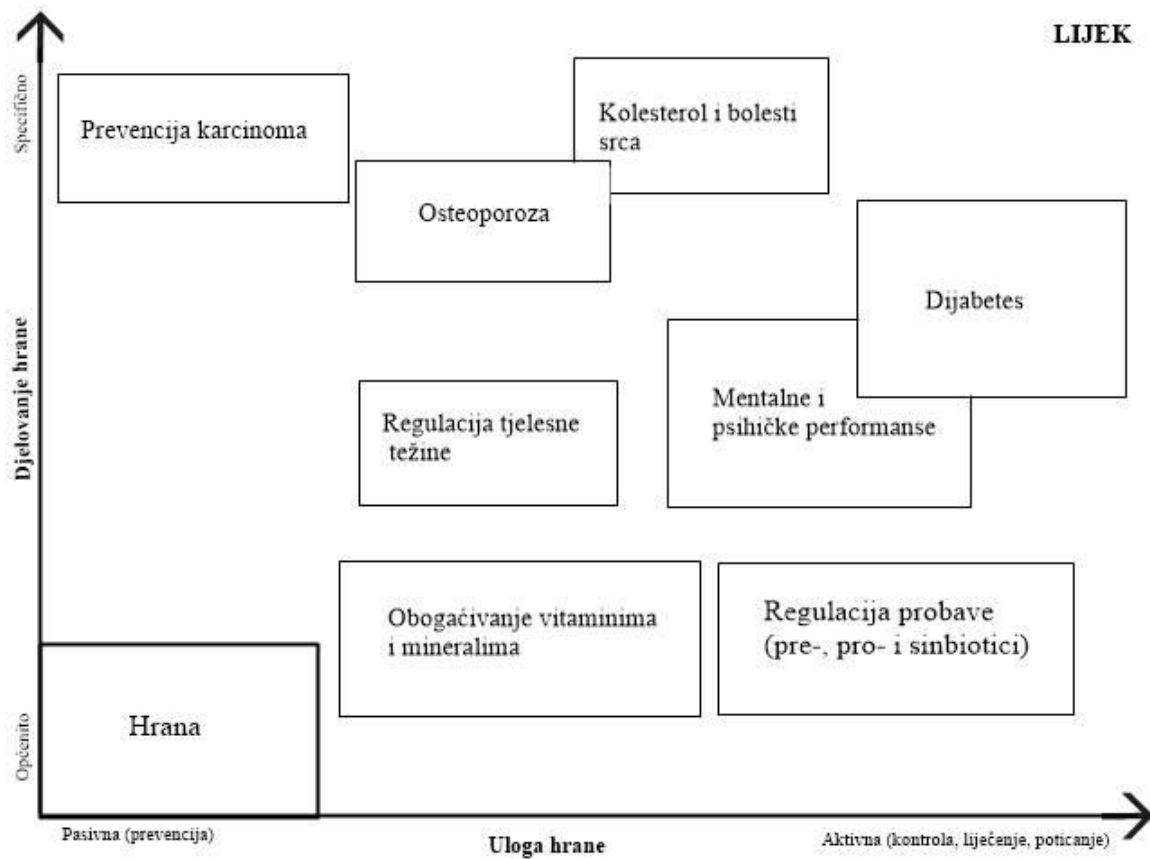 LIJEK
Specifično
Prevencija karcinoma
Kolesterol i bolesti
srca
Osteoporoza
Dijabetes
Djelovanje hrane
Regulacija tjelesne
težine
Mentalne i
psihičke performanse
Obogaćivanje vitaminima
i mineralima
Regulacija probave
(pre-, pro- i sinbiotici)
Hrana
Općenito
Pasivna (prevencija)
Uloga hrane
Aktivna (kontrola, liječenje, poticanje)